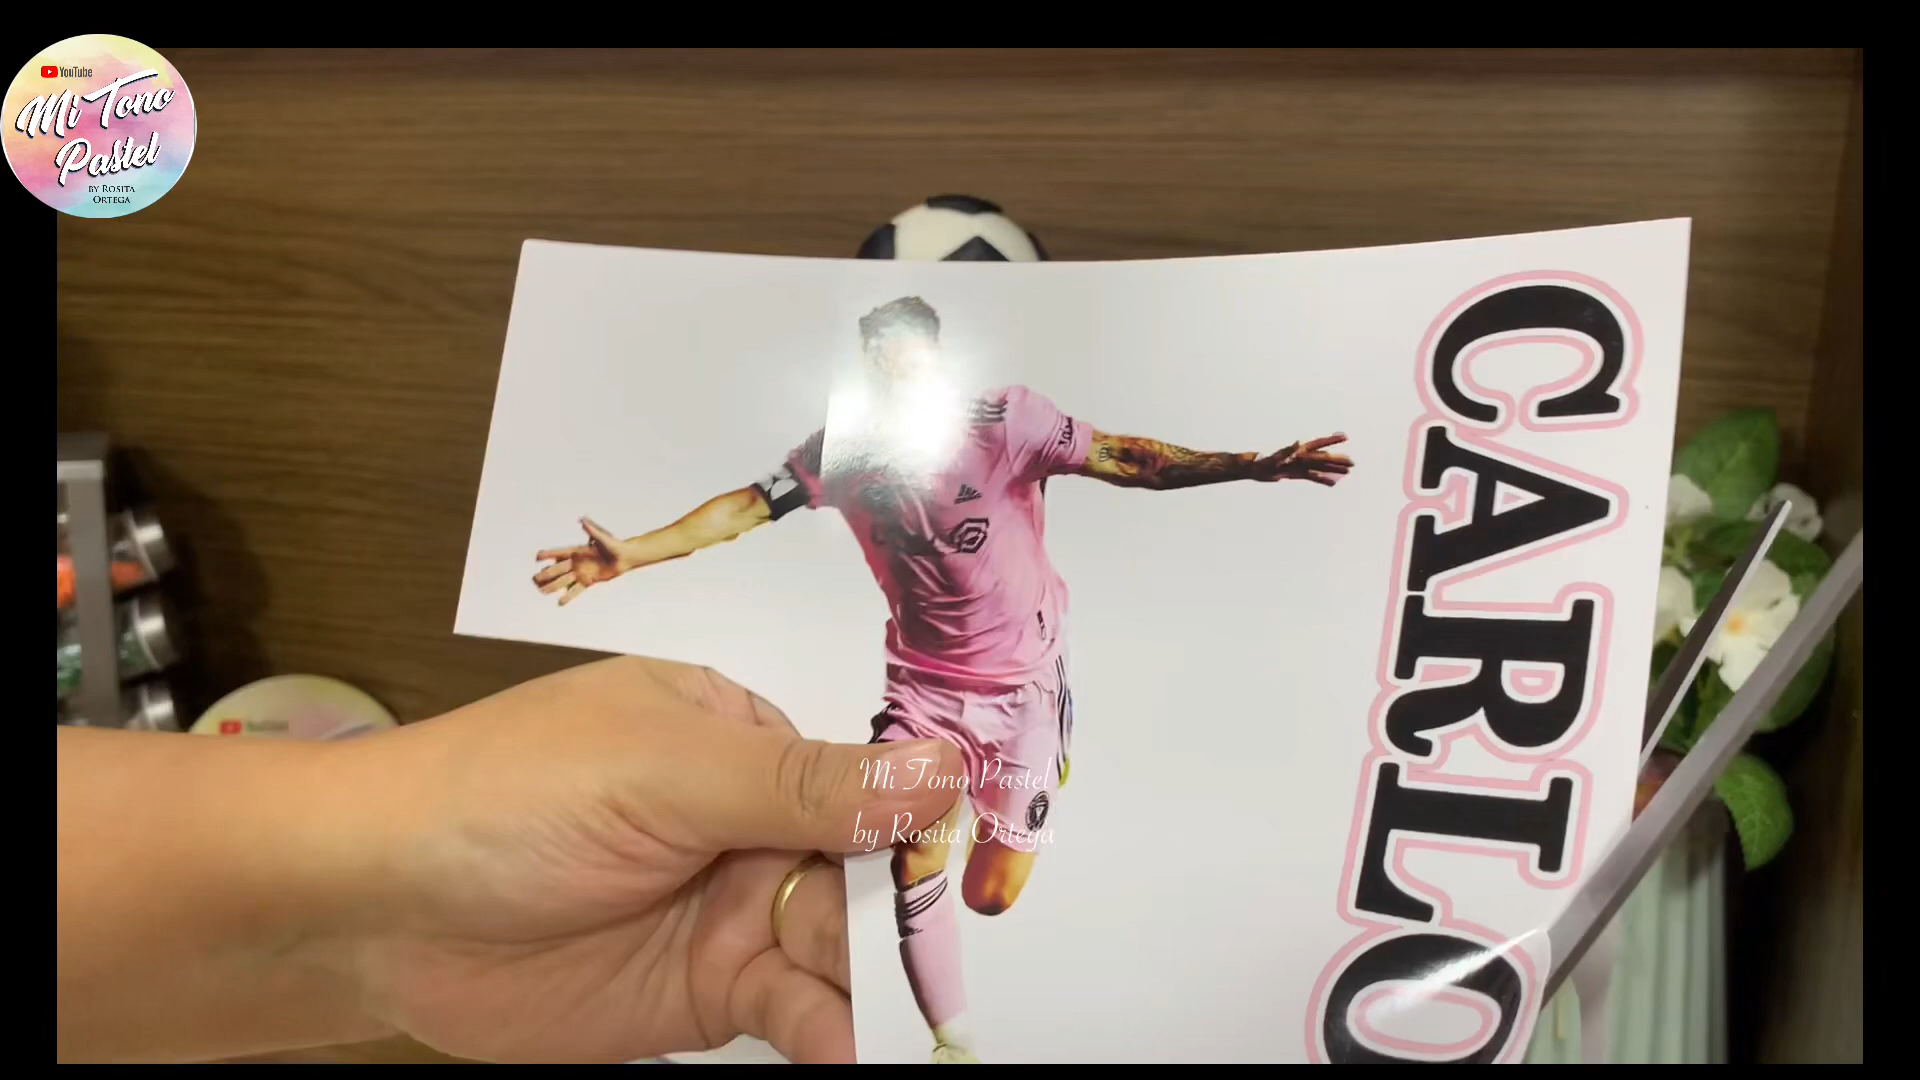 YouTube
Mi Tono
Pastel
BY ROSITA
ORTEGA
CARLO
Mi Tono Pastel
by Rosita Ortega